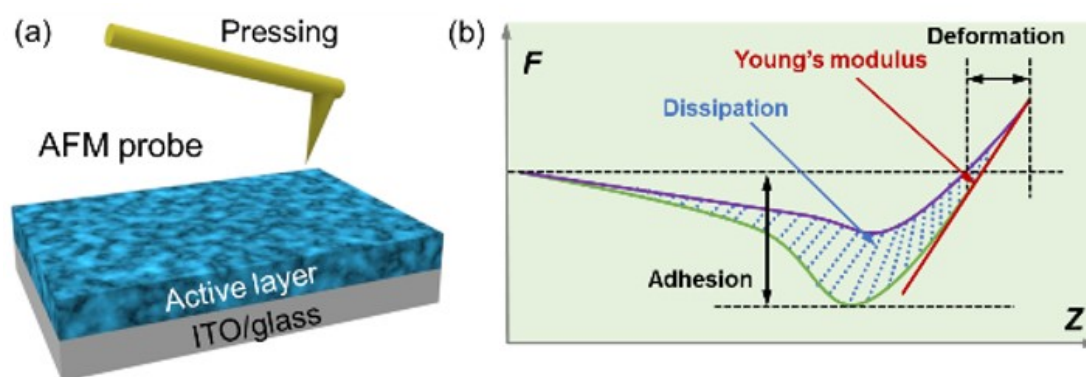 (a)
Pressing
AFM probe
Active layer
ITO/glass
(b)
F
Deformation
Young's modulus
Dissipation
Adhesion
Z